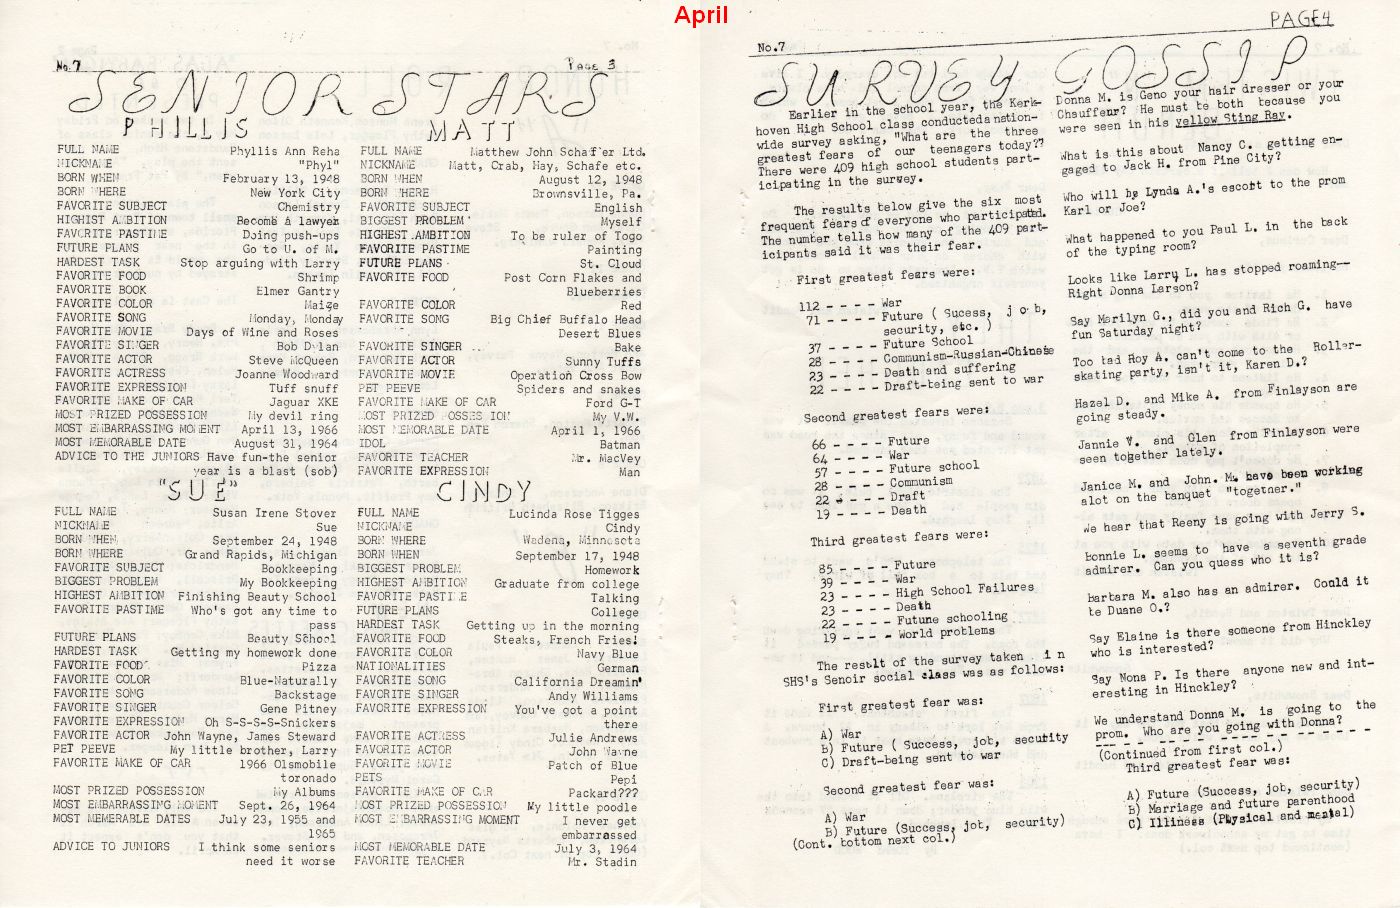 April
No.7 PAGE 3
SENIOR STARS
PHILLIS
FULL NAME Phyllis Ann Reha
NICKNAME "Phyl"
BORN WHEN February 13, 1948
BORN WHERE New York City
FAVORITE SUBJECT Chemistry
HIGHIST AMBITION Become a lawyer
FAVORITE PASTIME Doing push-ups
FUTURE PLANS Go to U. of M.
HARDEST TASK Stop arguing with Larry
FAVORITE FOOD Shrimp
FAVORITE BOOK Elmer Gantry
FAVORITE COLOR Maize
FAVORITE SONG Monday, Monday
FAVORITE MOVIE Days of Wine and Roses
FAVORITE SINGER Bob Dylan
FAVORITE ACTOR Steve McQueen
FAVORITE ACTRESS Joanne Woodward
FAVORITE EXPRESSION Tuff snuff
FAVORITE MAKE OF CAR Jaguar XKE
MOST PRIZED POSSESSION My devil ring
MOST EMBARRASSING MOMENT April 13, 1966
MOST MEMORABLE DATE August 31, 1964
ADVICE TO THE JUNIORS Have fun-the senior
year is a blast (sob)
MATT
FULL NAME Matthew John Schaffer Ltd.
NICKNAME Matt, Crab, Hay, Schafe etc.
BORN WHEN August 12, 1948
BORN WHERE Brownsville, Pa.
FAVORITE SUBJECT English
BIGGEST PROBLEM Myself
HIGHEST AMBITION To be ruler of Togo
FAVORITE PASTIME Painting
FUTURE PLANS St. Cloud
FAVORITE FOOD Post Corn Flakes and
Blueberries
FAVORITE COLOR Red
FAVORITE SONG Big Chief Buffalo Head
Desert Blues
FAVORITE SINGER Bake
FAVORITE ACTOR Sunny Tuffs
FAVORITE MOVIE Operation Cross Bow
PET PEEVE Spiders and snakes
FAVORITE MAKE OF CAR Ford G-T
MOST PRIZED POSSESSION My V.W.
MOST MEMORABLE DATE April 1, 1966
IDOL Batman
FAVORITE TEACHER Mr. MacVey
FAVORITE EXPRESSION Man
"SUE"
FULL NAME Susan Irene Stover
NICKNAME Sue
BORN WHEN September 24, 1948
BORN WHERE Grand Rapids, Michigan
FAVORITE SUBJECT Bookkeeping
BIGGEST PROBLEM My Bookkeeping
HIGHEST AMBITION Finishing Beauty School
FAVORITE PASTIME Who's got any time to
pass
FUTURE PLANS Beauty School
HARDEST TASK Getting my homework done
FAVORITE FOOD Pizza
FAVORITE COLOR Blue-Naturally
FAVORITE SONG Backstage
FAVORITE SINGER Gene Pitney
FAVORITE EXPRESSION Oh S-S-S-S-Snickers
FAVORITE ACTOR John Wayne, James Steward
PET PEEVE My little brother, Larry
FAVORITE MAKE OF CAR 1966 Olsmobile
toronado
MOST PRIZED POSSESSION My Albums
MOST EMBARRASSING MOMENT Sept. 26, 1964
MOST MEMERABLE DATES July 23, 1955 and
1965
ADVICE TO JUNIORS I think some seniors
need it worse
CINDY
FULL NAME Lucinda Rose Tigges
NICKNAME Cindy
BORN WHERE Wadena, Minnesota
BORN WHEN September 17, 1948
BIGGEST PROBLEM Homework
HIGHEST AMBITION Graduate from college
FAVORITE PASTIME Talking
FUTURE PLANS College
HARDEST TASK Getting up in the morning
FAVORITE FOOD Steaks, French Fries!
FAVORITE COLOR Navy Blue
NATIONALITIES German
FAVORITE SONG California Dreamin'
FAVORITE SINGER Andy Williams
FAVORITE EXPRESSION You've got a point
there
FAVORITE ACTRESS Julie Andrews
FAVORITE ACTOR John Wayne
FAVORITE MOVIE Patch of Blue
PETS Pepi
FAVORITE MAKE OF CAR Packard???
MOST PRIZED POSSESSION My little poodle
MOST EMBARRASSING MOMENT I never get
embarrassed
MOST MEMORABLE DATE July 3, 1964
FAVORITE TEACHER Mr. Stadin
PAGE 4
No.7
SURVEY GOSSIP
Earlier in the school year, the Kerk-
hoven High School class conducted a nation-
wide survey asking, "What are the three
greatest fears of our teenagers today??
There were 409 high school students part-
icipating in the survey.
The results below give the six most
frequent fears of everyone who participated.
The number tells how many of the 409 part-
icipants said it was their fear.
First greatest fears were:
112 - - - - War
71 - - - - Future ( Sucess, job,
security, etc. )
37 - - - - Future School
28 - - - - Communism-Russian-Chinese
23 - - - - Death and suffering
22 - - - - Draft-being sent to war
Second greatest fears were:
66 - - - - Future
64 - - - - War
57 - - - - Future school
28 - - - - Communism
22 - - - - Draft
19 - - - - Death
Third greatest fears were:
85 - - - - Future
39 - - - - War
23 - - - - High School Failures
23 - - - - Death
22 - - - - Future schooling
19 - - - - World problems
The result of the survey taken in
SHS's Senoir social class was as follows:
First greatest fear was:
A) War
B) Future ( Success, job, security
C) Draft-being sent to war
Second greatest fear was:
A) War
B) Future (Success, job, security)
(Cont. bottom next col.)
Donna M. is Geno your hair dresser or your
Chauffeur? He must be both because you
were seen in his yellow Sting Ray.
What is this about Nancy C. getting en-
gaged to Jack H. from Pine City?
Who will be Lynda A.'s escott to the prom
Karl or Joe?
What happened to you Paul L. in the back
of the typing room?
Looks like Larry L. has stopped roaming--
Right Donna Larson?
Say Marilyn G., did you and Rich G. have
fun Saturday night?
Too bad Roy A. can't come to the Roller-
skating party, isn't it, Karen D.?
Hazel D. and Mike A. from Finlayson are
going steady.
Jannie V. and Glen from Finlayson were
seen together lately.
Janice M. and John. M. have been working
alot on the banquet "together."
We hear that Reeny is going with Jerry S.
Bonnie L. seems to have a seventh grade
admirer. Can you quess who it is?
Barbara M. also has an admirer. Could it
be Duane O.?
Say Elaine is there someone from Hinckley
who is interested?
Say Nona P. Is there anyone new and int-
eresting in Hinckley?
We understand Donna M. is going to the
prom. Who are you going with Donna?
(Continued from first col.)
Third greatest fear was:
A) Future (Success, job, security)
B) Marriage and future parenthood
C) Illiness (Physical and mental)